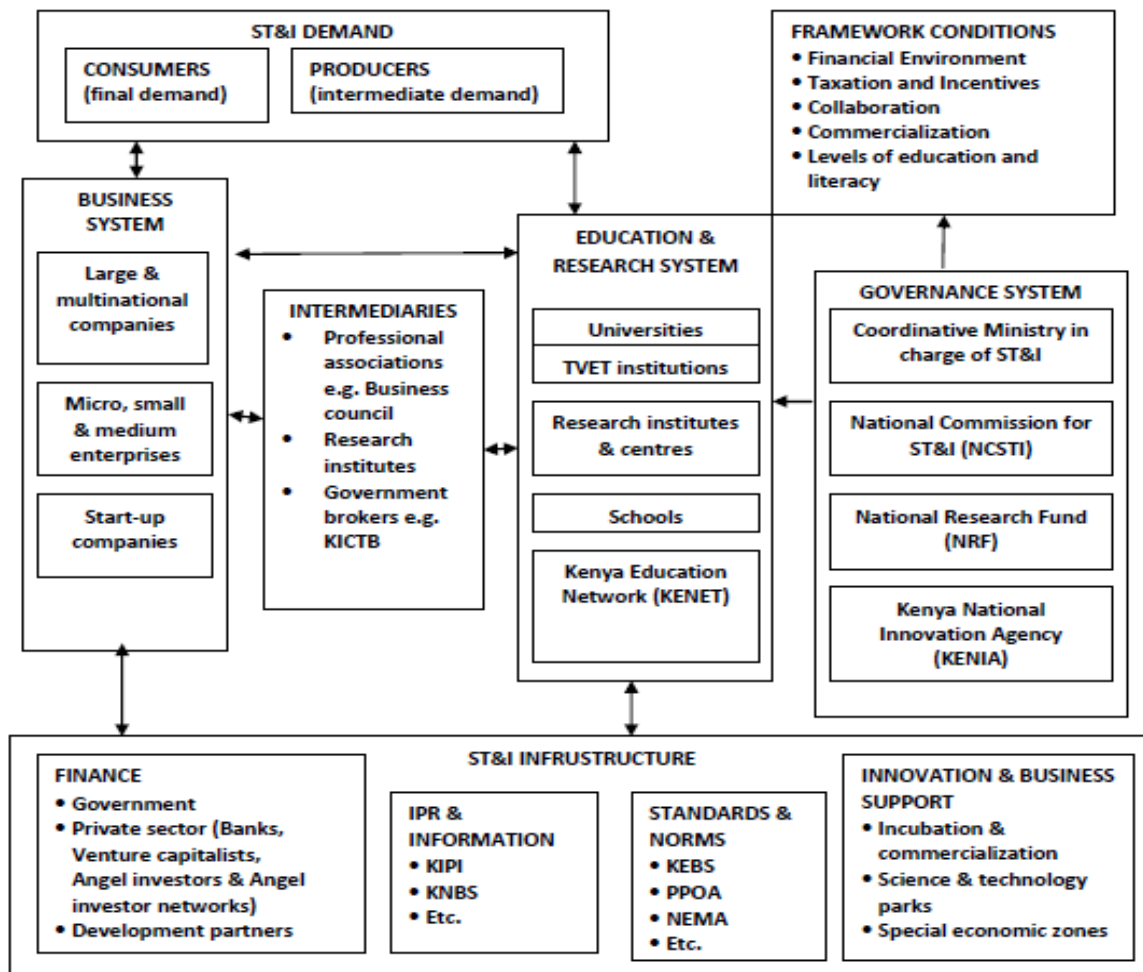 ST&I DEMAND
CONSUMERS
(final demand)
PRODUCERS
(intermediate demand)
FRAMEWORK CONDITIONS
• Financial Environment
• Taxation and Incentives
• Collaboration
• Commercialization
• Levels of education and
literacy
BUSINESS
SYSTEM
Large &
multinational
companies
Micro, small
& medium
enterprises
Start-up
companies
INTERMEDIARIES
• Professional
associations
e.g. Business
council
• Research
institutes
• Government
brokers e.g.
KICTB
EDUCATION &
RESEARCH SYSTEM
Universities
TVET institutions
Research institutes
& centres
Schools
Kenya Education
Network (KENET)
GOVERNANCE SYSTEM
Coordinative Ministry in
charge of ST&I
National Commission for
ST&I (NCSTI)
National Research Fund
(NRF)
Kenya National
Innovation Agency
(KENIA)
ST&I INFRUSTRUCTURE
FINANCE
• Government
• Private sector (Banks,
Venture capitalists,
Angel investors & Angel
investor networks)
• Development partners
IPR &
INFORMATION
• KIPI
• KNBS
• Etc.
STANDARDS &
NORMS
• KEBS
• PPOA
• NEMA
• Etc.
INNOVATION & BUSINESS
SUPPORT
• Incubation &
commercialization
• Science & technology
parks
• Special economic zones